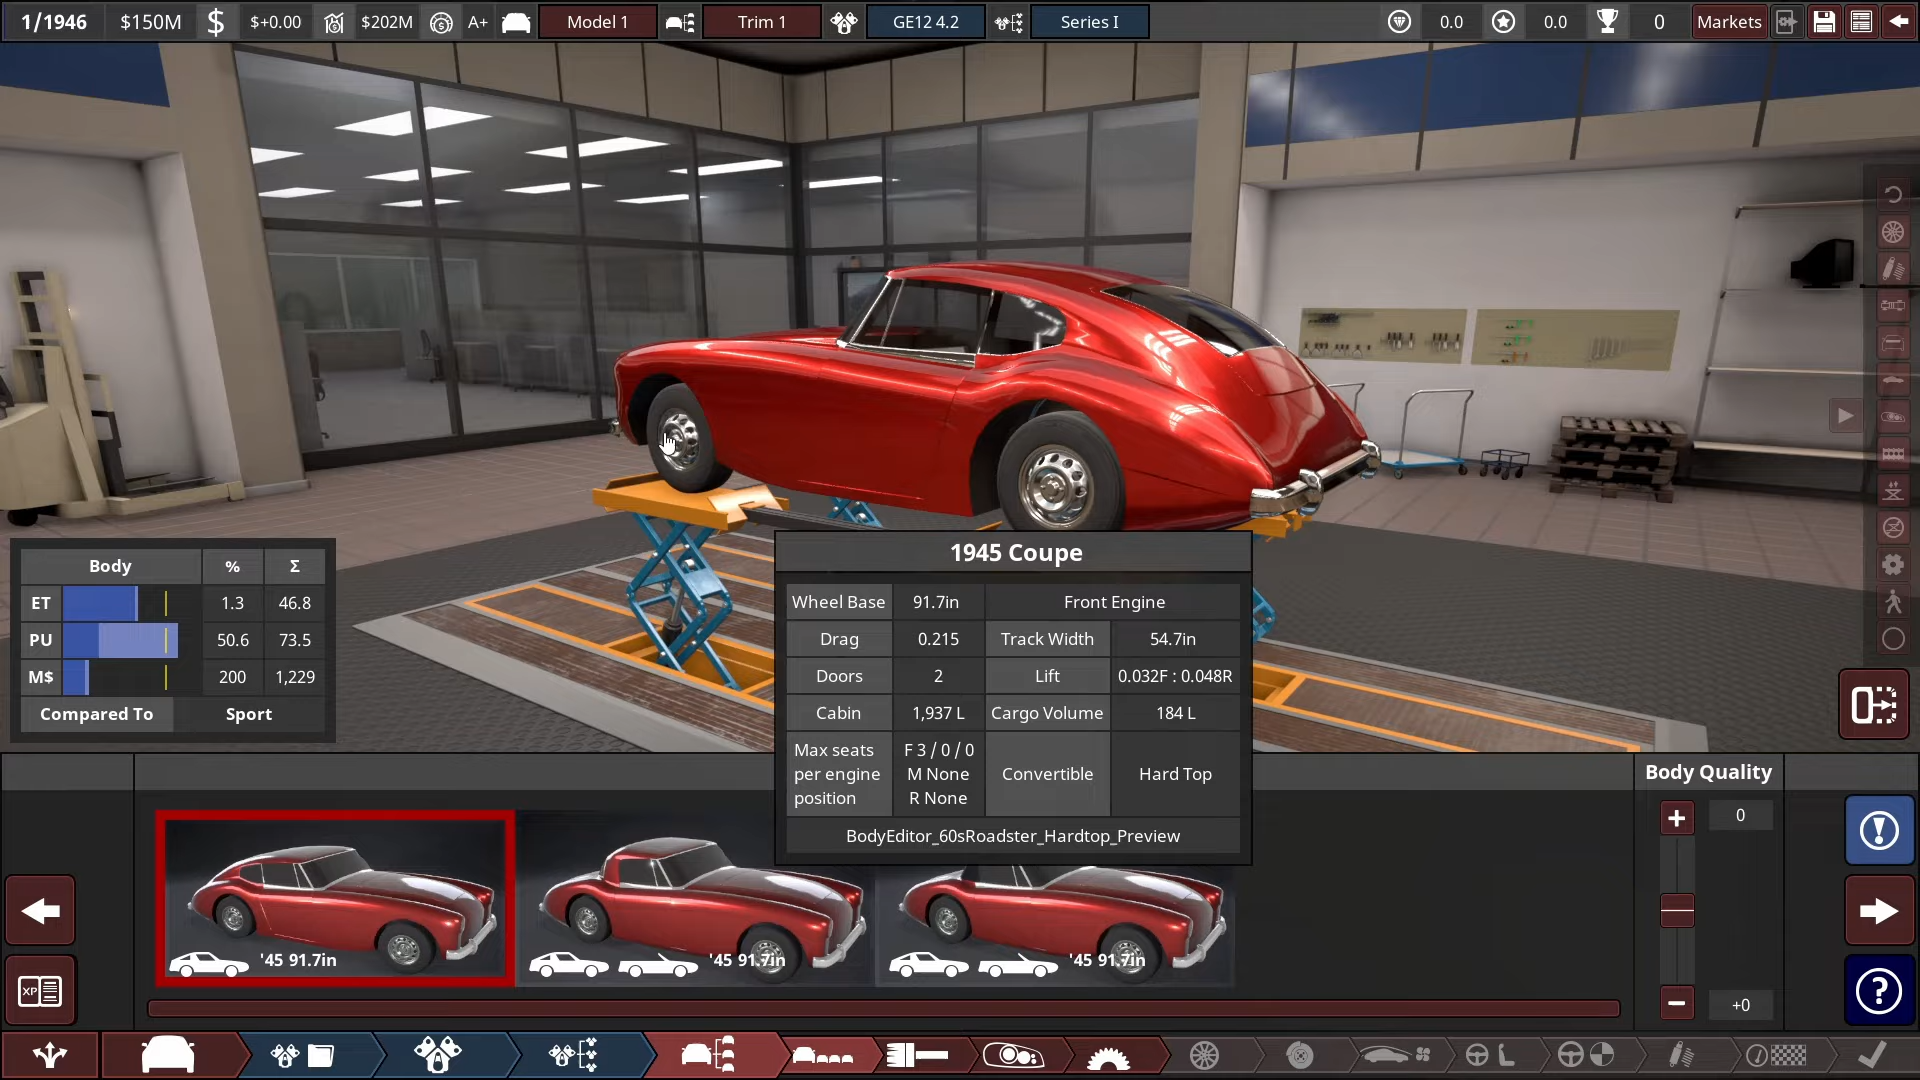 1/1946 $150M $+0.00 $202M A+ Model 1 Trim 1 GE12 4.2 Series I 0.0 0.0 0 Markets
Body % Σ
ET 1.3 46.8
PU 50.6 73.5
M$ 200 1,229
Compared To Sport
1945 Coupe
Wheel Base 91.7in Front Engine
Drag 0.215 Track Width 54.7in
Doors 2 Lift 0.032F : 0.048R
Cabin 1,937 L Cargo Volume 184 L
Max seats per engine position
F 3 / 0 / 0
M None
R None
Convertible Hard Top
BodyEditor_60sRoadster_Hardtop_Preview
Body Quality
0
+0
'45 91.7in
'45 91.7in
'45 91.7in
XP